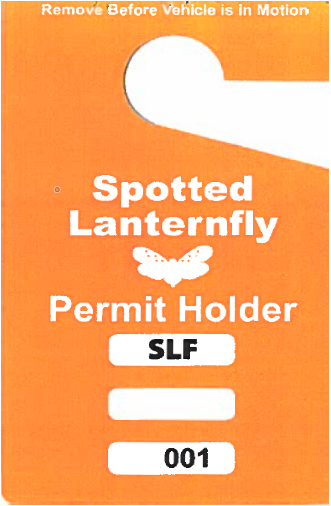 Remove Before Vehicle is in Motion
Spotted
Lanternfly
Permit Holder
SLF
001